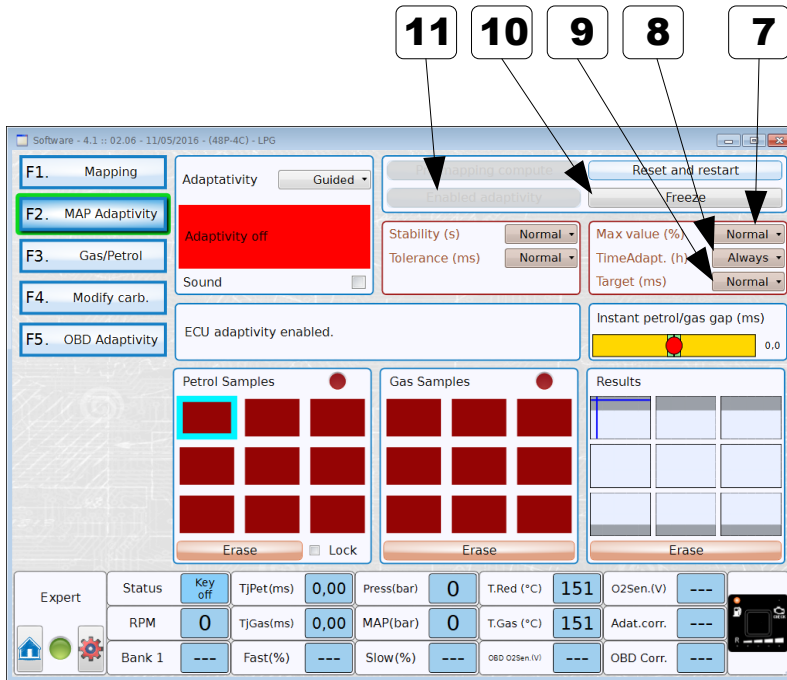 11 10 9 8 7
Software - 4.1 :: 02.06 - 11/05/2016 - (48P-4C) - LPG
F1. Mapping
F2. MAP Adaptivity
F3. Gas/Petrol
F4. Modify carb.
F5. OBD Adaptivity
Adaptativity Guided
Adaptivity off
Sound
mapping compute
Reset and restart
Enabled adaptivity
Freeze
Stability (s) Normal
Tolerance (ms) Normal
Max value (%) Normal
TimeAdapt. (h) Always
Target (ms) Normal
ECU adaptivity enabled.
Instant petrol/gas gap (ms)
0,0
Petrol Samples
Erase Lock
Gas Samples
Erase
Results
Erase
Expert
Status Key off TjPet(ms) 0,00 Press(bar) 0 T.Red (°C) 151 O2Sen.(V) ---
RPM 0 TjGas(ms) 0,00 MAP(bar) 0 T.Gas (°C) 151 Adat.corr. ---
Bank 1 --- Fast(%) --- Slow(%) --- OBD O2Sen.(V) --- OBD Corr. ---
CHECK
R